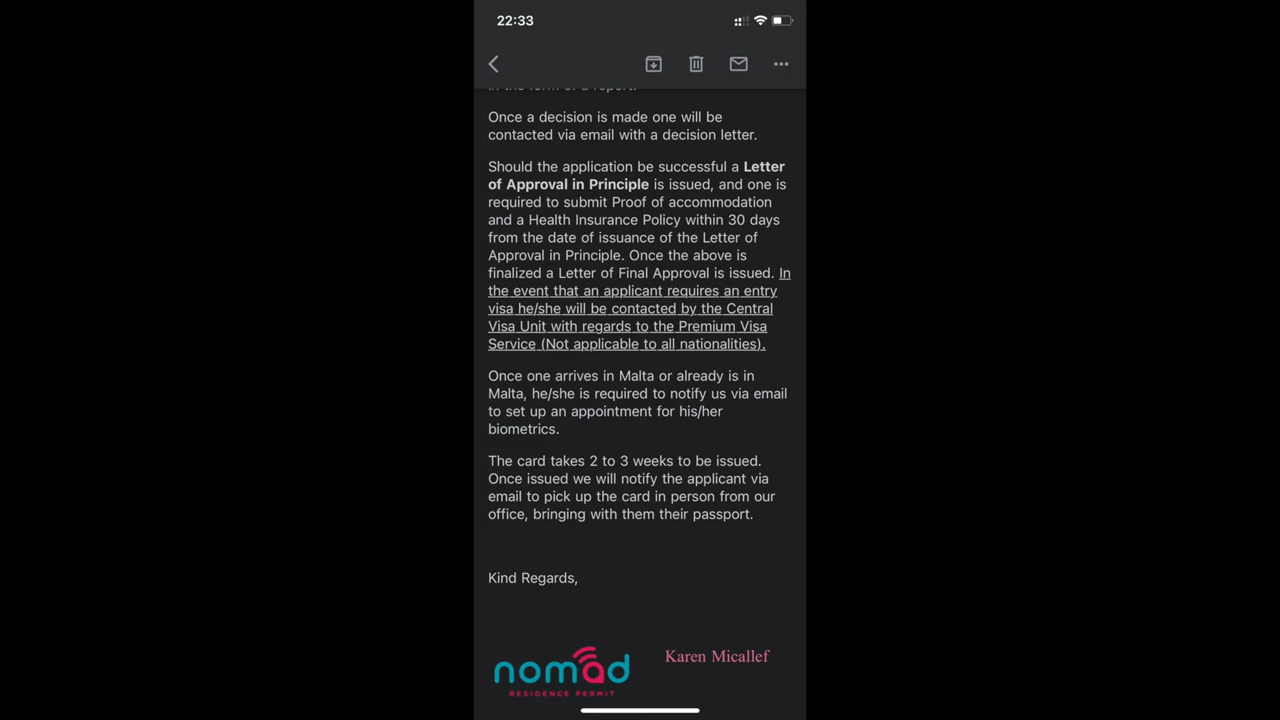 22:33
in the form of a report.
Once a decision is made one will be
contacted via email with a decision letter.
Should the application be successful a Letter
of Approval in Principle is issued, and one is
required to submit Proof of accommodation
and a Health Insurance Policy within 30 days
from the date of issuance of the Letter of
Approval in Principle. Once the above is
finalized a Letter of Final Approval is issued. In
the event that an applicant requires an entry
visa he/she will be contacted by the Central
Visa Unit with regards to the Premium Visa
Service (Not applicable to all nationalities).
Once one arrives in Malta or already is in
Malta, he/she is required to notify us via email
to set up an appointment for his/her
biometrics.
The card takes 2 to 3 weeks to be issued.
Once issued we will notify the applicant via
email to pick up the card in person from our
office, bringing with them their passport.
Kind Regards,
nomad
RESIDENCE PERMIT
Karen Micallef